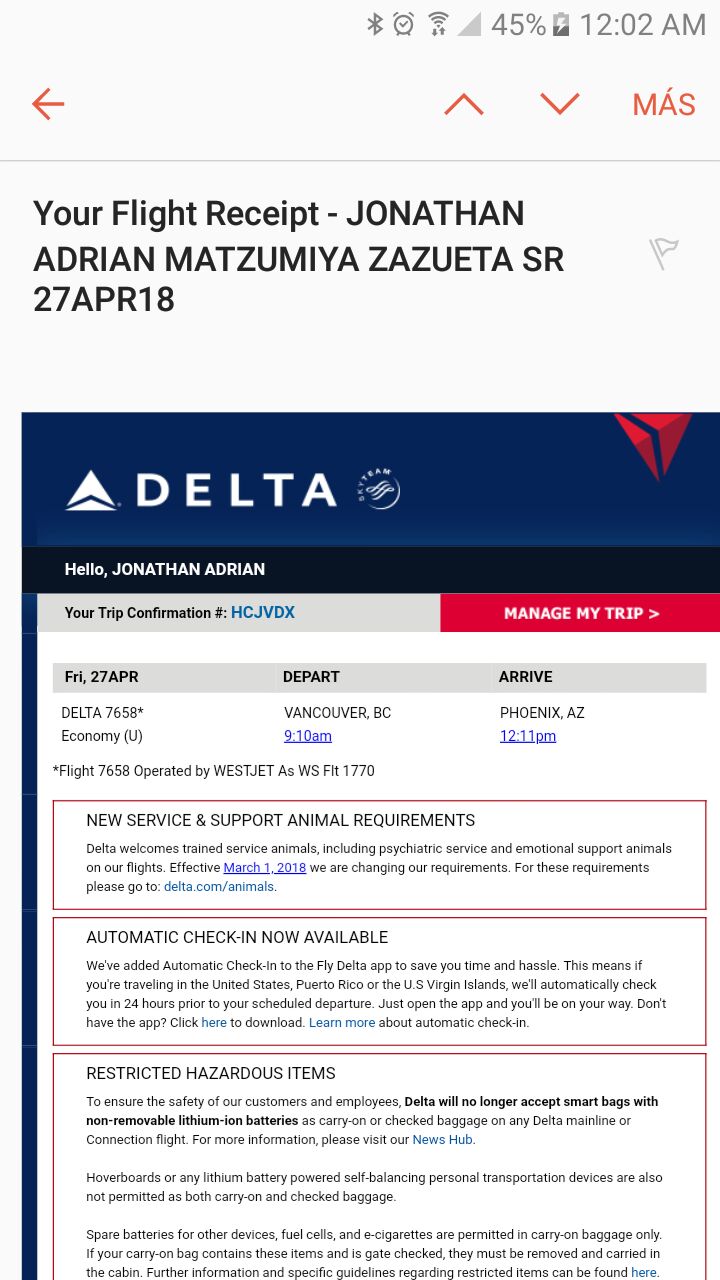 45% 12:02 AM
MÁS
Your Flight Receipt - JONATHAN
ADRIAN MATZUMIYA ZAZUETA SR
27APR18
DELTA SKYTEAM
Hello, JONATHAN ADRIAN
Your Trip Confirmation #: HCJVDX MANAGE MY TRIP >
Fri, 27APR DEPART ARRIVE
DELTA 7658* VANCOUVER, BC PHOENIX, AZ
Economy (U) 9:10am 12:11pm
*Flight 7658 Operated by WESTJET As WS Flt 1770
NEW SERVICE & SUPPORT ANIMAL REQUIREMENTS
Delta welcomes trained service animals, including psychiatric service and emotional support animals
on our flights. Effective March 1, 2018 we are changing our requirements. For these requirements
please go to: delta.com/animals.
AUTOMATIC CHECK-IN NOW AVAILABLE
We've added Automatic Check-In to the Fly Delta app to save you time and hassle. This means if
you're traveling in the United States, Puerto Rico or the U.S Virgin Islands, we'll automatically check
you in 24 hours prior to your scheduled departure. Just open the app and you'll be on your way. Don't
have the app? Click here to download. Learn more about automatic check-in.
RESTRICTED HAZARDOUS ITEMS
To ensure the safety of our customers and employees, Delta will no longer accept smart bags with
non-removable lithium-ion batteries as carry-on or checked baggage on any Delta mainline or
Connection flight. For more information, please visit our News Hub.
Hoverboards or any lithium battery powered self-balancing personal transportation devices are also
not permitted as both carry-on and checked baggage.
Spare batteries for other devices, fuel cells, and e-cigarettes are permitted in carry-on baggage only.
If your carry-on bag contains these items and is gate checked, they must be removed and carried in
the cabin. Further information and specific guidelines regarding restricted items can be found here.